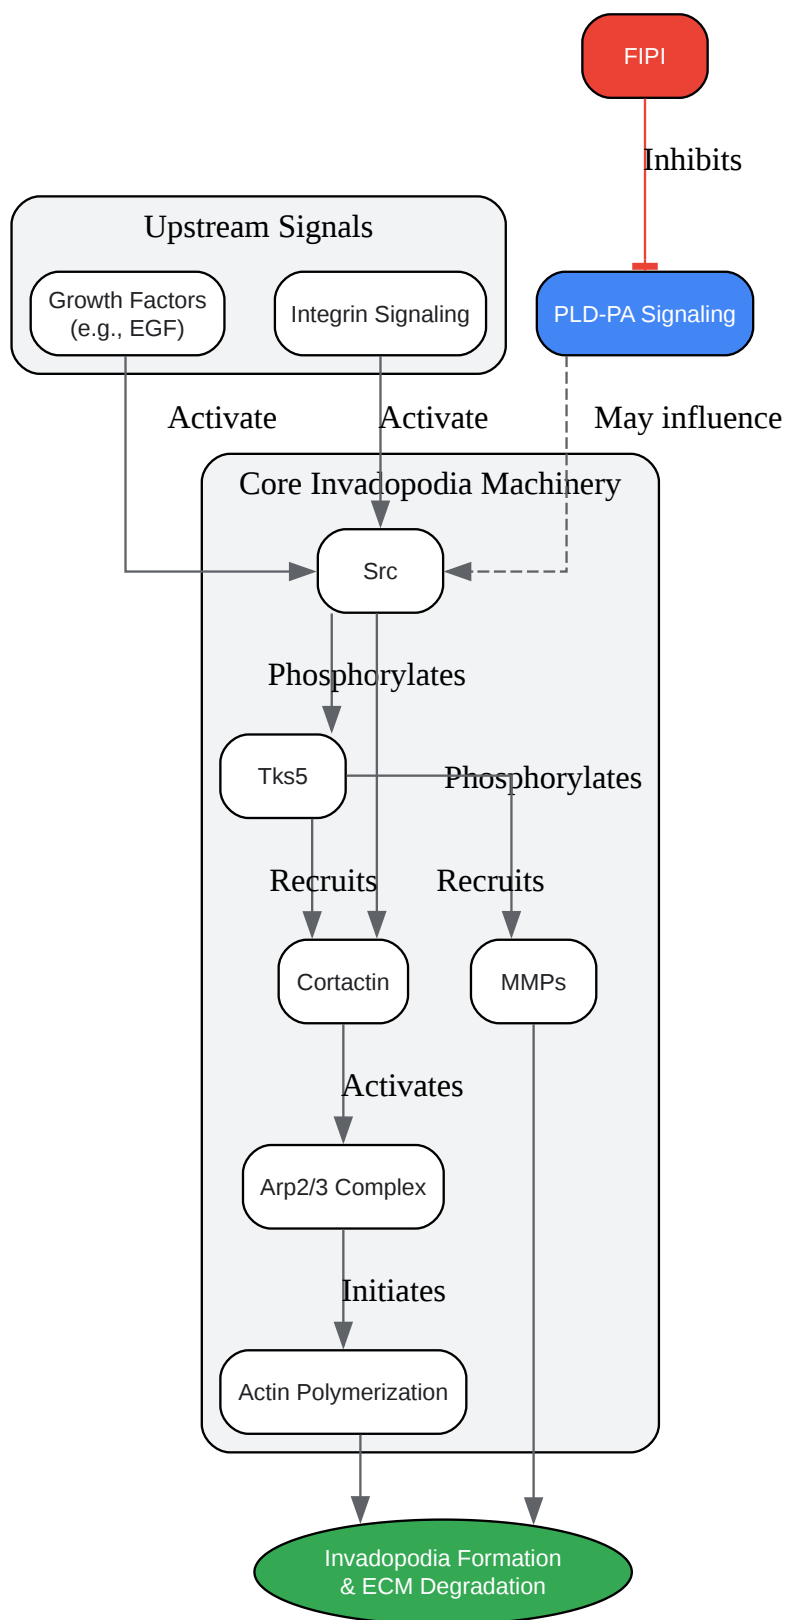 FIPI
Inhibits
Upstream Signals
Growth Factors
(e.g., EGF)
Integrin Signaling
PLD-PA Signaling
Activate
Activate
May influence
Core Invadopodia Machinery
Src
Phosphorylates
Tks5
Phosphorylates
Recruits
Recruits
Cortactin
MMPs
Activates
Arp2/3 Complex
Initiates
Actin Polymerization
Invadopodia Formation
& ECM Degradation